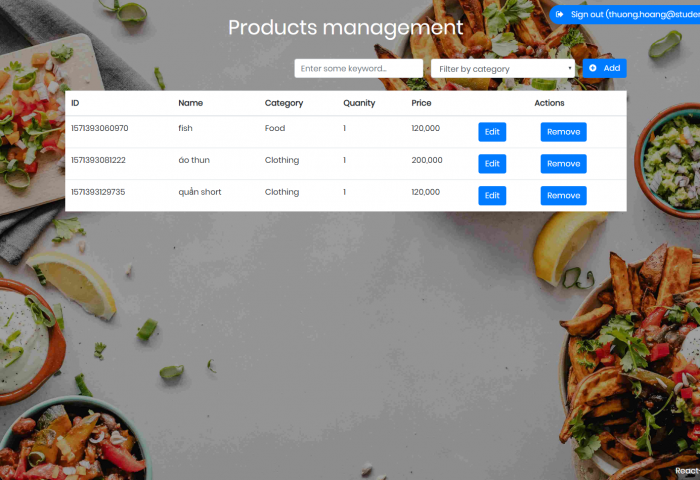 Products management
Sign out (thuong.hoang@stude
Enter some keyword...
Filter by category
Add
ID Name Category Quanity Price Actions
1571393060970 fish Food 1 120,000 Edit Remove
1571393081222 áo thun Clothing 1 200,000 Edit Remove
1571393129735 quần short Clothing 1 120,000 Edit Remove
React